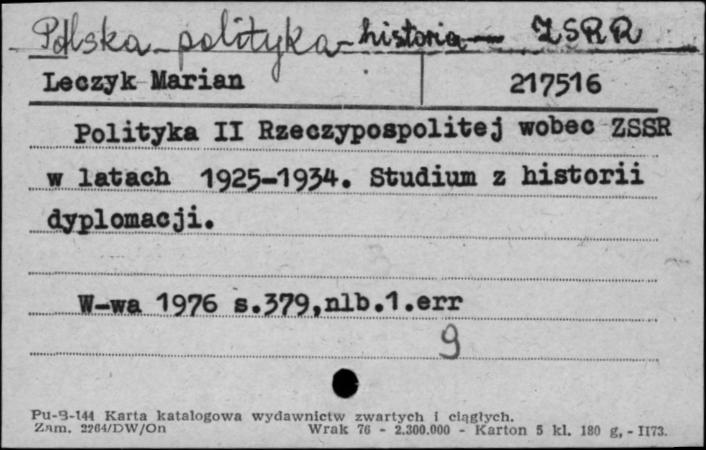 Polska - polityka - historia - ZSRR
Leczyk Marian 217516
Polityka II Rzeczypospolitej wobec ZSSR
w latach 1925-1934. Studium z historii
dyplomacji.
W-wa 1976 s.379,nlb.1.err
9
Pu-9-144 Karta katalogowa wydawnictw zwartych i ciągłych.
Zam. 2264/DW/On Wrak 76 - 2.300.000 - Karton 5 kl. 180 g, - II73.